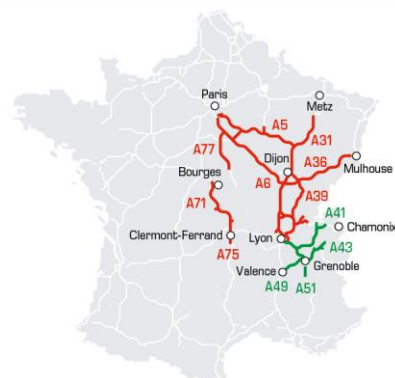 Paris
Metz
A5
A31
A77
Dijon
A36
Mulhouse
Bourges
A6
A39
A71
A41
Chamonix
Clermont-Ferrand
Lyon
A43
A75
Valence
Grenoble
A49
A51